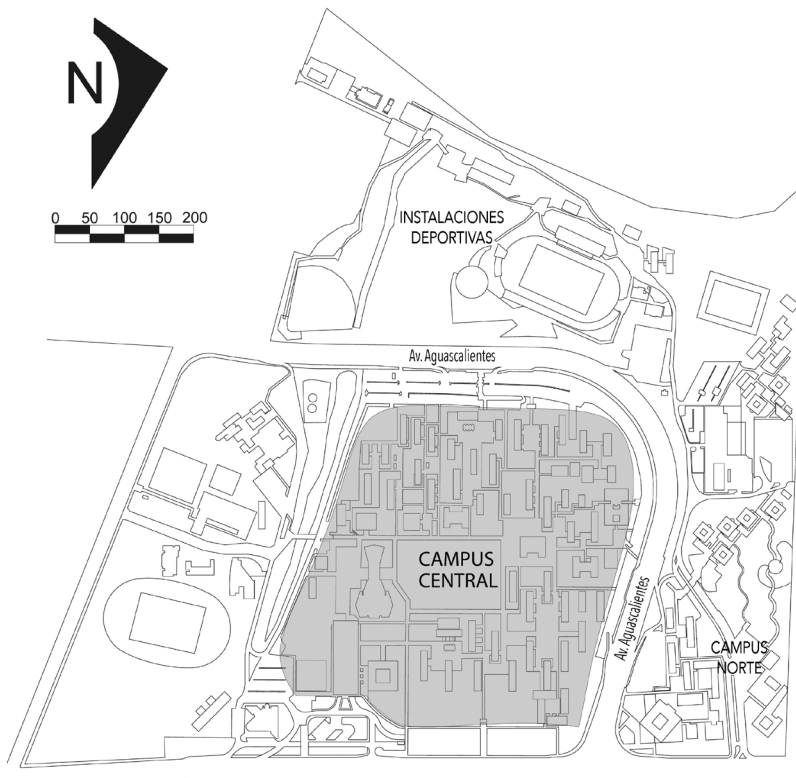 N
0 50 100 150 200
INSTALACIONES
DEPORTIVAS
Av. Aguascalientes
CAMPUS
CENTRAL
Av. Aguascalientes
CAMPUS
NORTE